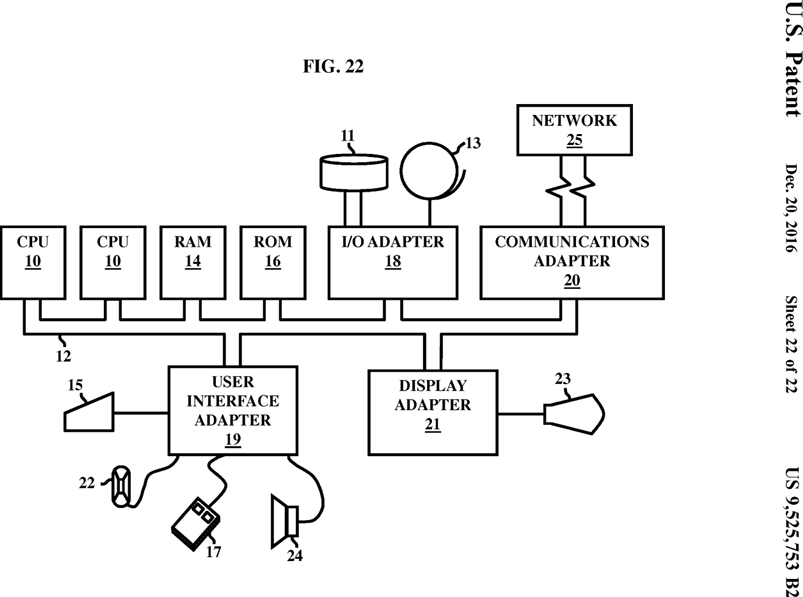 U.S. Patent
Dec. 20, 2016
Sheet 22 of 22
US 9,525,753 B2
FIG. 22
NETWORK
25
11
13
CPU
10
CPU
10
RAM
14
ROM
16
I/O ADAPTER
18
COMMUNICATIONS
ADAPTER
20
12
USER
INTERFACE
ADAPTER
19
DISPLAY
ADAPTER
21
15
23
22
17
24